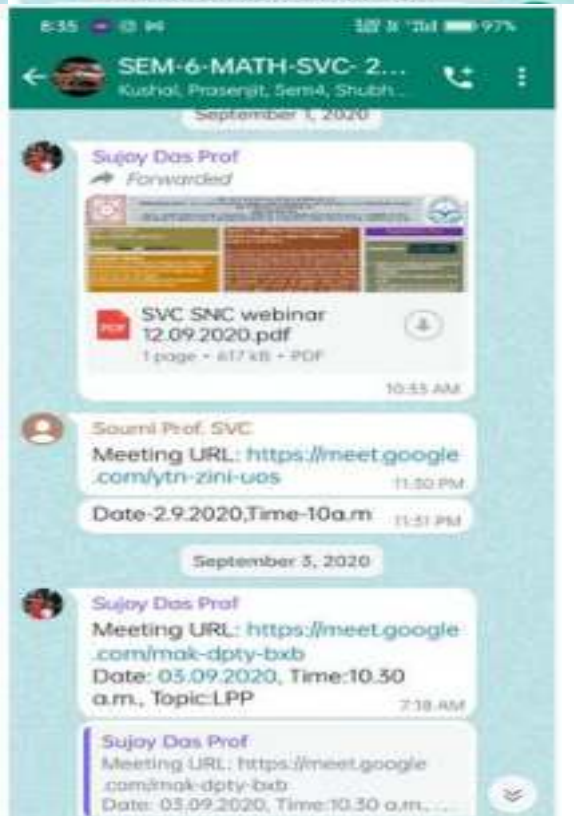 8:35
97%
SEM-6-MATH-SVC- 2...
Kushal, Prosenjit, Sem4, Shubh...
September 1, 2020
Sujoy Das Prof
Forwarded
SVC SNC webinar
12.09.2020.pdf
1 page • 617 kB • PDF
10:33 AM
Soumi Prof. SVC
Meeting URL: https://meet.google
.com/ytn-zini-uos
11:30 PM
Date-2.9.2020,Time-10a.m
11:31 PM
September 3, 2020
Sujoy Das Prof
Meeting URL: https://meet.google
.com/mak-dpty-bxb
Date: 03.09.2020, Time:10.30
a.m., Topic:LPP
7:18 AM
Sujoy Das Prof
Meeting URL: https://meet.google
.com/mak-dpty-bxb
Date: 03.09.2020, Time:10.30 a.m., ...